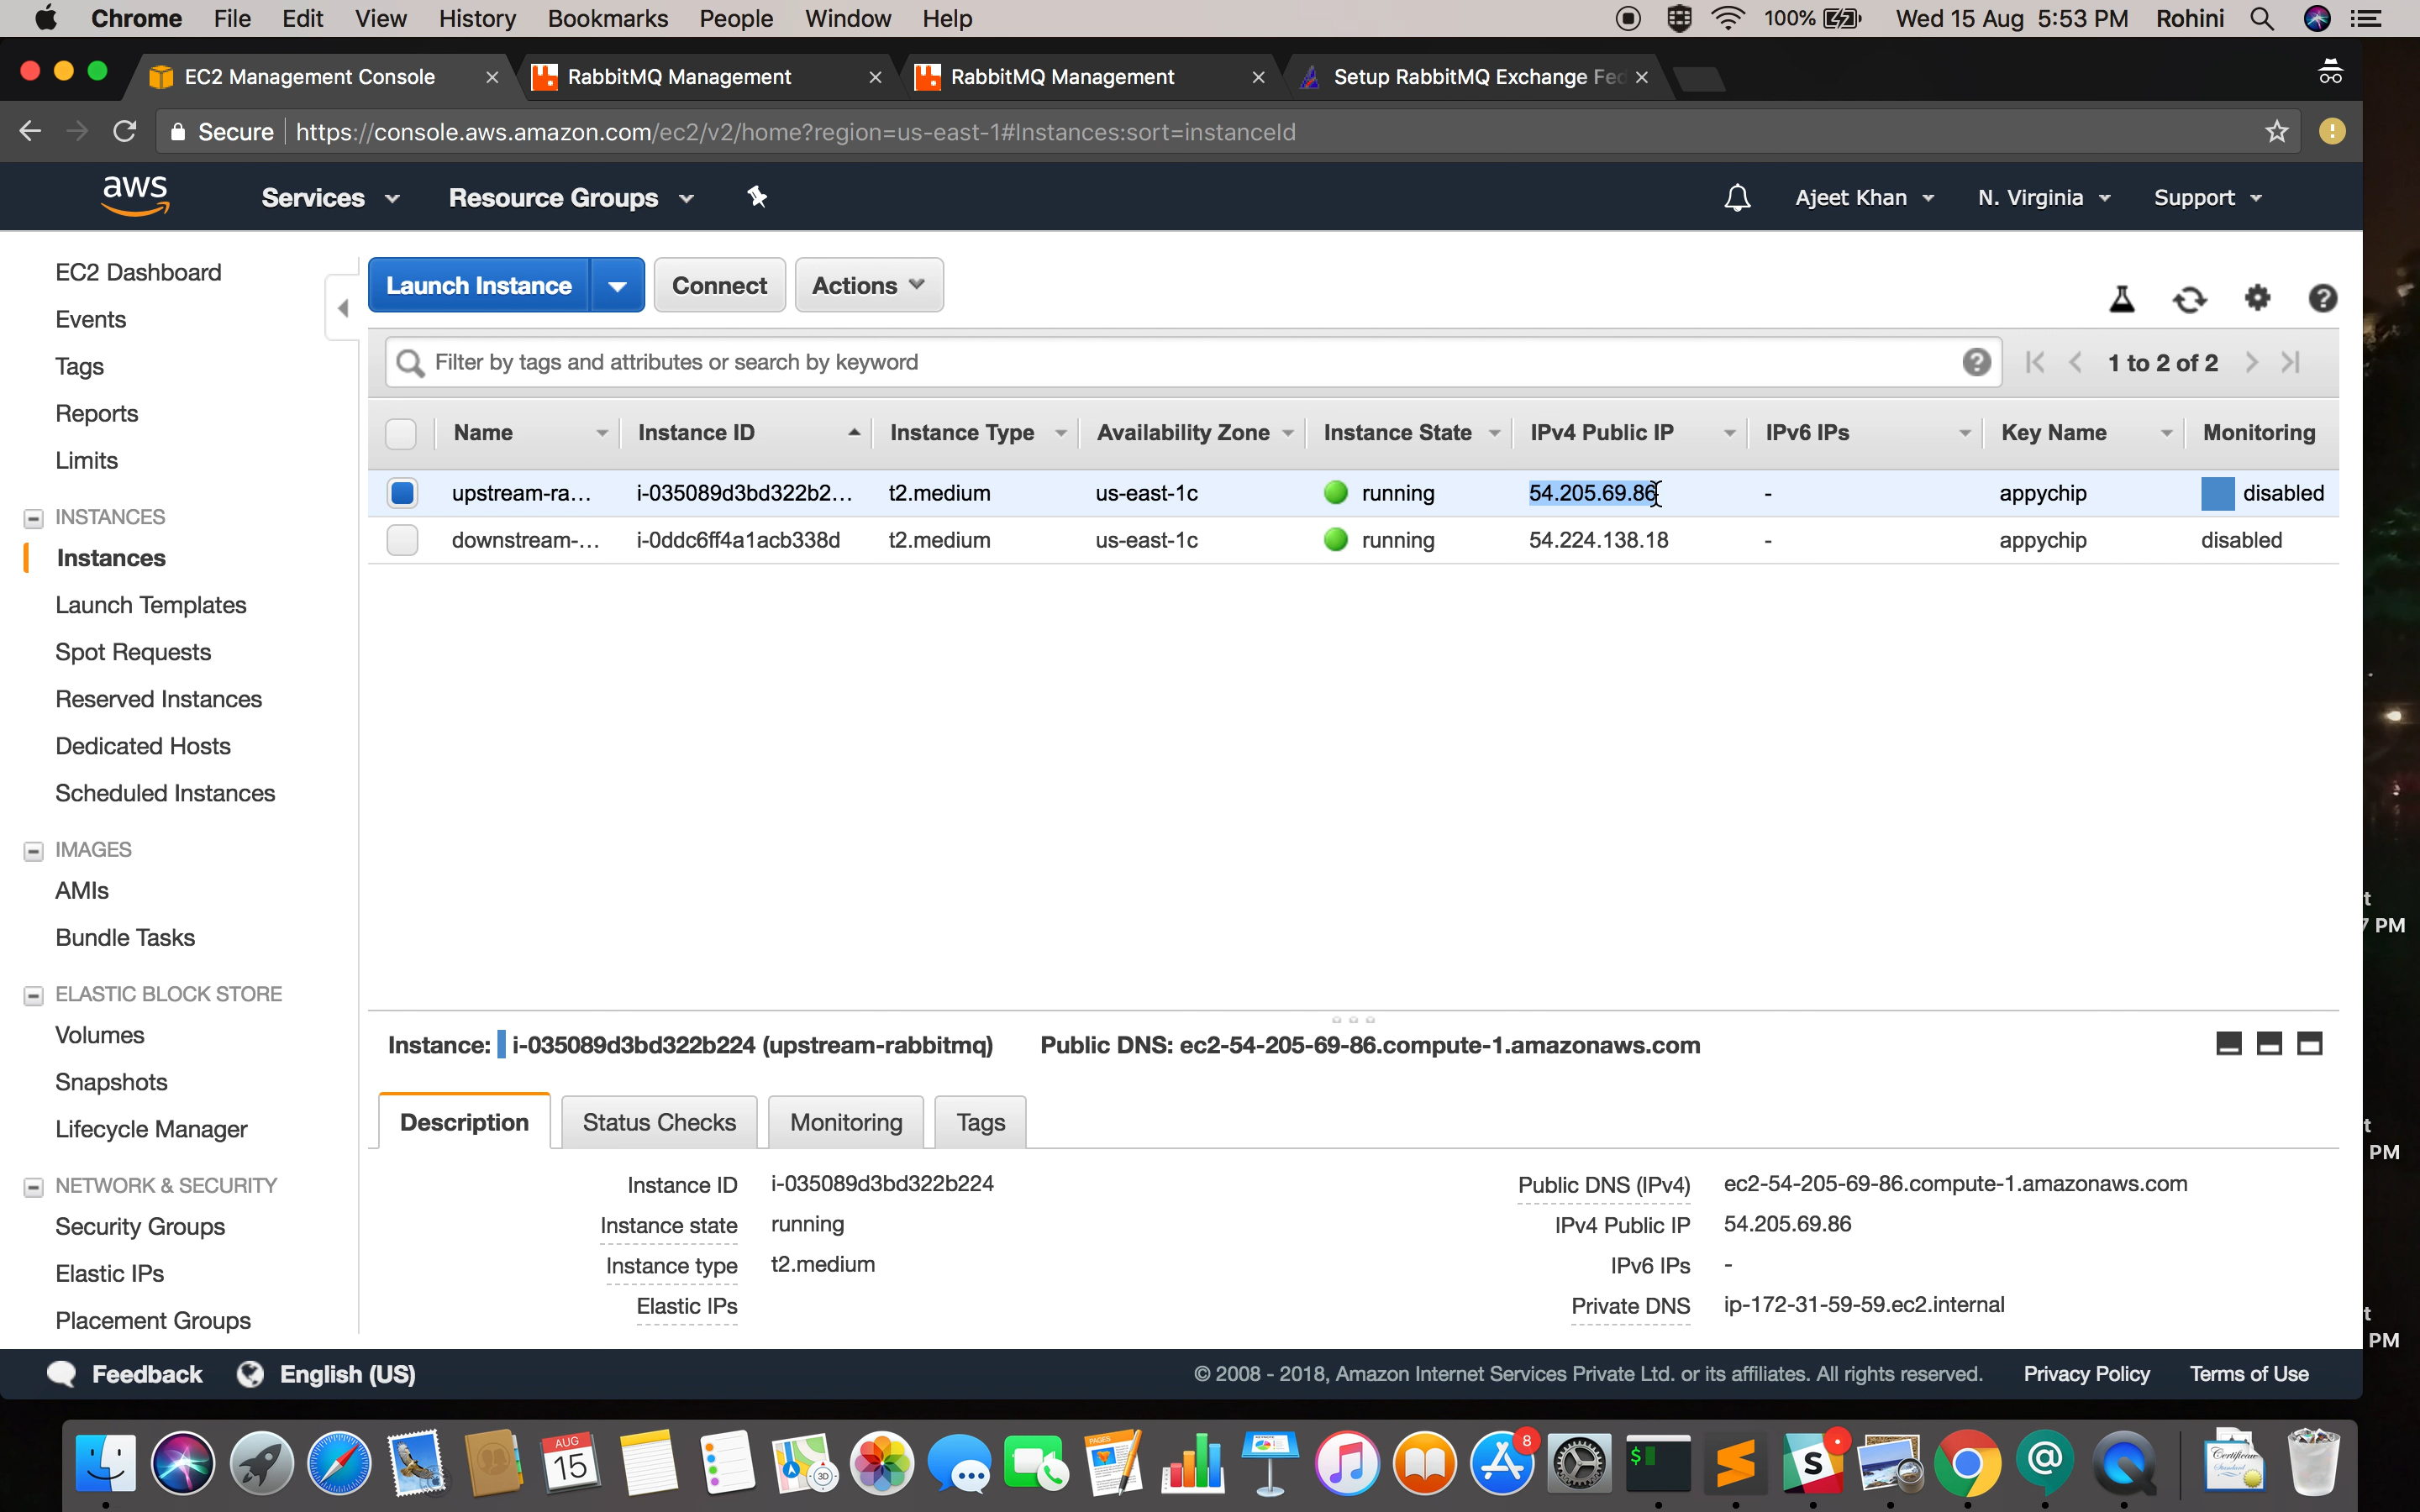 Chrome File Edit View History Bookmarks People Window Help 100% Wed 15 Aug 5:53 PM Rohini
EC2 Management Console RabbitMQ Management RabbitMQ Management Setup RabbitMQ Exchange Fed
Secure https://console.aws.amazon.com/ec2/v2/home?region=us-east-1#Instances:sort=instanceId
aws Services Resource Groups Ajeet Khan N. Virginia Support
EC2 Dashboard
Events
Tags
Reports
Limits
INSTANCES
Instances
Launch Templates
Spot Requests
Reserved Instances
Dedicated Hosts
Scheduled Instances
IMAGES
AMIs
Bundle Tasks
ELASTIC BLOCK STORE
Volumes
Snapshots
Lifecycle Manager
NETWORK & SECURITY
Security Groups
Elastic IPs
Placement Groups
Launch Instance Connect Actions
Filter by tags and attributes or search by keyword 1 to 2 of 2
Name Instance ID Instance Type Availability Zone Instance State IPv4 Public IP IPv6 IPs Key Name Monitoring
upstream-ra... i-035089d3bd322b2... t2.medium us-east-1c running 54.205.69.86 - appychip disabled
downstream-... i-0ddc6ff4a1acb338d t2.medium us-east-1c running 54.224.138.18 - appychip disabled
Instance: i-035089d3bd322b224 (upstream-rabbitmq) Public DNS: ec2-54-205-69-86.compute-1.amazonaws.com
Description Status Checks Monitoring Tags
Instance ID i-035089d3bd322b224 Public DNS (IPv4) ec2-54-205-69-86.compute-1.amazonaws.com
Instance state running IPv4 Public IP 54.205.69.86
Instance type t2.medium IPv6 IPs -
Elastic IPs Private DNS ip-172-31-59-59.ec2.internal
t
7 PM
t
PM
t
PM
Feedback English (US) © 2008 - 2018, Amazon Internet Services Private Ltd. or its affiliates. All rights reserved. Privacy Policy Terms of Use
AUG
15
3D
PAGES
8
$
S
@
Certificate